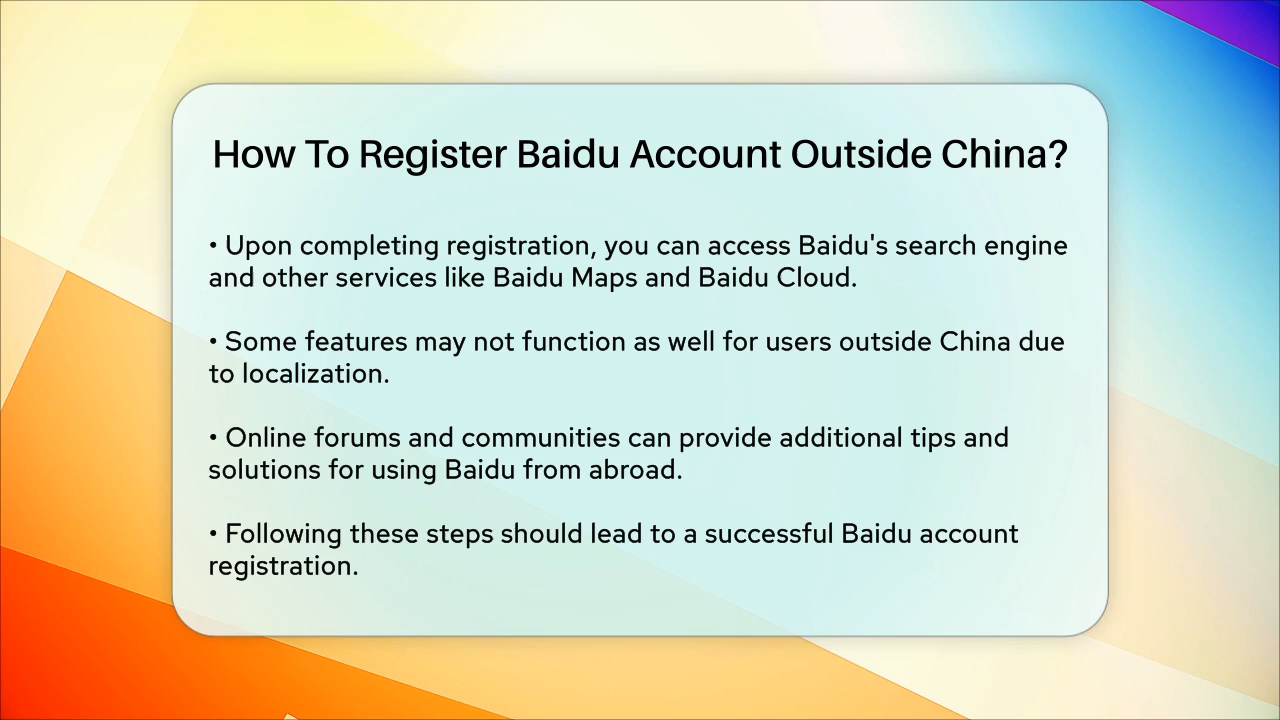 How To Register Baidu Account Outside China?
• Upon completing registration, you can access Baidu's search engine
and other services like Baidu Maps and Baidu Cloud.
• Some features may not function as well for users outside China due
to localization.
• Online forums and communities can provide additional tips and
solutions for using Baidu from abroad.
• Following these steps should lead to a successful Baidu account
registration.